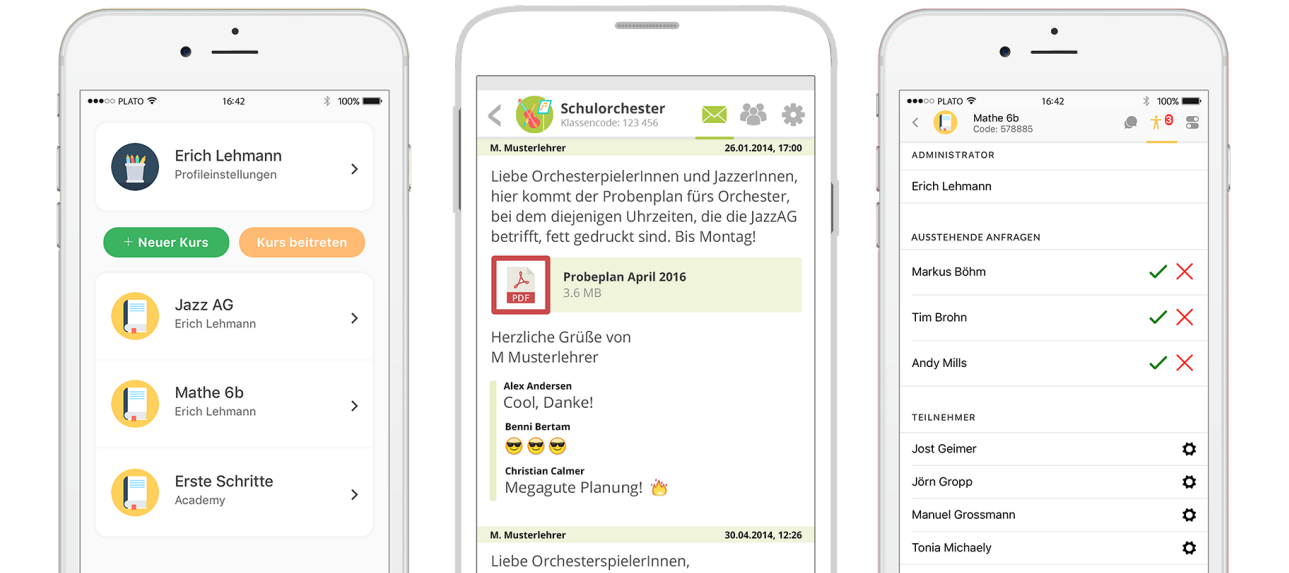 PLATO
16:42
100%
Erich Lehmann
Profileinstellungen
+ Neuer Kurs
Kurs beitreten
Jazz AG
Erich Lehmann
Mathe 6b
Erich Lehmann
Erste Schritte
Academy
Schulorchester
Klassencode: 123 456
M. Musterlehrer 26.01.2014, 17:00
Liebe OrchesterpielerInnen und JazzerInnen,
hier kommt der Probenplan fürs Orchester,
bei dem diejenigen Uhrzeiten, die die JazzAG
betrifft, fett gedruckt sind. Bis Montag!
PDF
Probeplan April 2016
3.6 MB
Herzliche Grüße von
M Musterlehrer
Alex Andersen
Cool, Danke!
Benni Bertam
😎 😎 😎
Christian Calmer
Megagute Planung! 🔥
M. Musterlehrer 30.04.2014, 12:26
Liebe OrchesterspielerInnen,
PLATO
16:42
100%
Mathe 6b
Code: 578885
3
ADMINISTRATOR
Erich Lehmann
AUSSTEHENDE ANFRAGEN
Markus Böhm
Tim Brohn
Andy Mills
TEILNEHMER
Jost Geimer
Jörn Gropp
Manuel Grossmann
Tonia Michaely